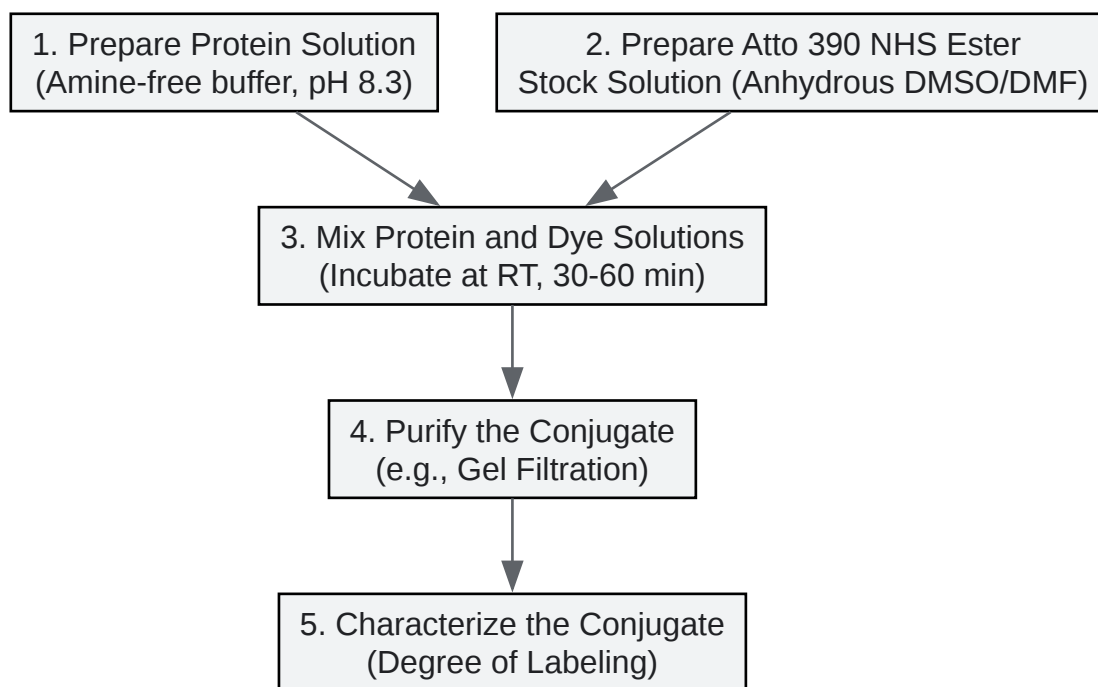 1. Prepare Protein Solution
(Amine-free buffer, pH 8.3)
2. Prepare Atto 390 NHS Ester
Stock Solution (Anhydrous DMSO/DMF)
3. Mix Protein and Dye Solutions
(Incubate at RT, 30-60 min)
4. Purify the Conjugate
(e.g., Gel Filtration)
5. Characterize the Conjugate
(Degree of Labeling)